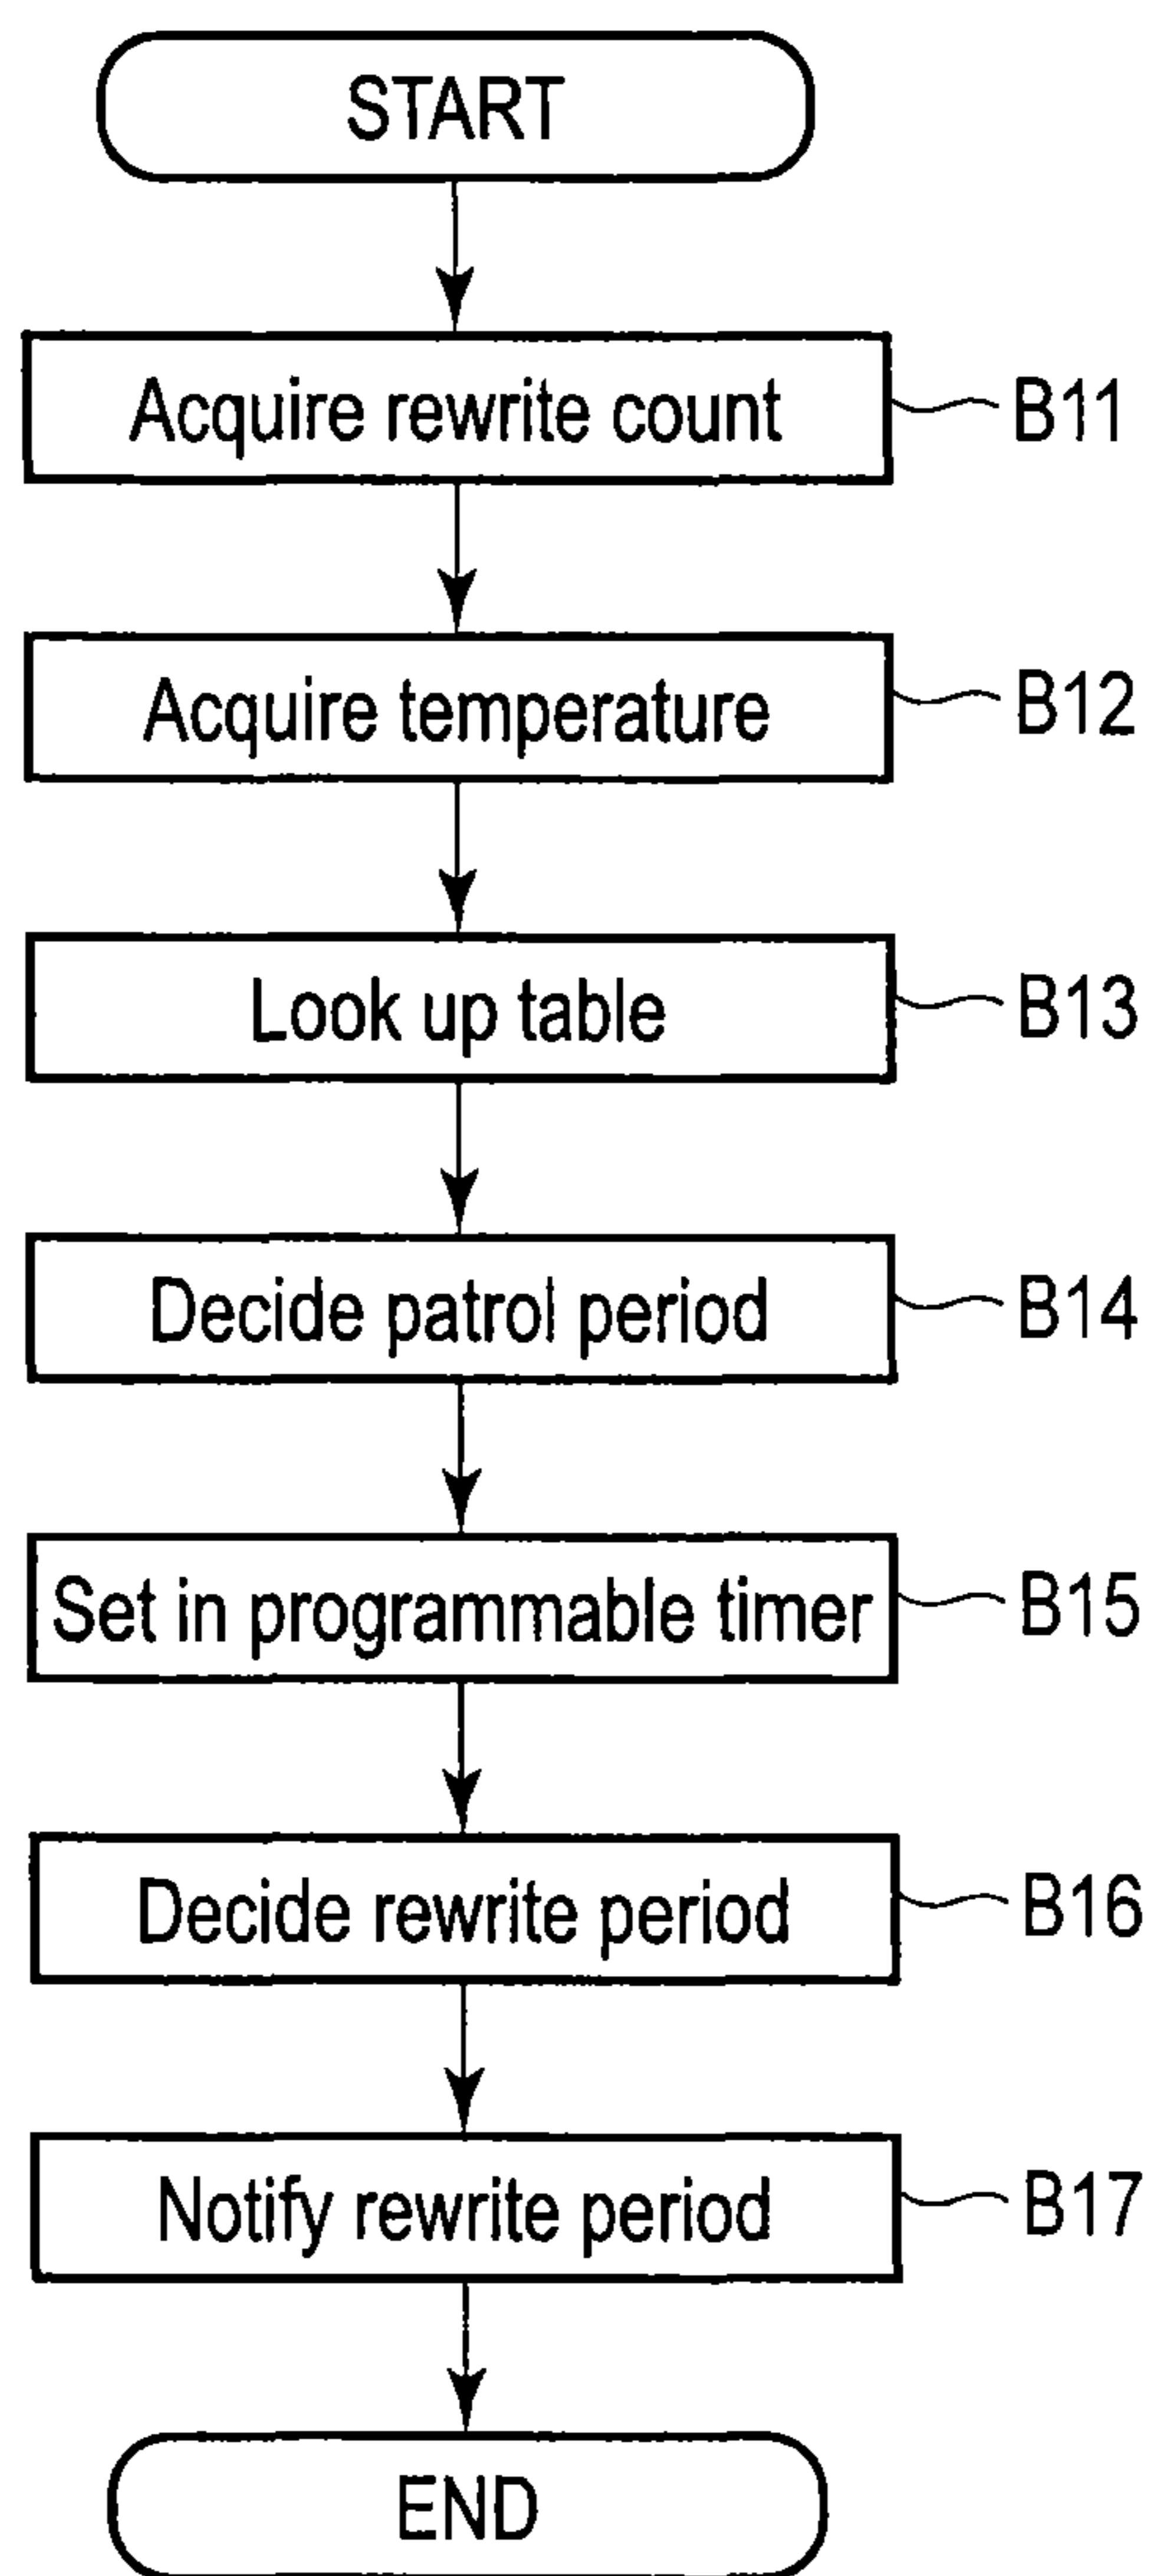 START
Acquire rewrite count
B11
Acquire temperature
B12
Look up table
B13
Decide patrol period
B14
Set in programmable timer
B15
Decide rewrite period
B16
Notify rewrite period
B17
END